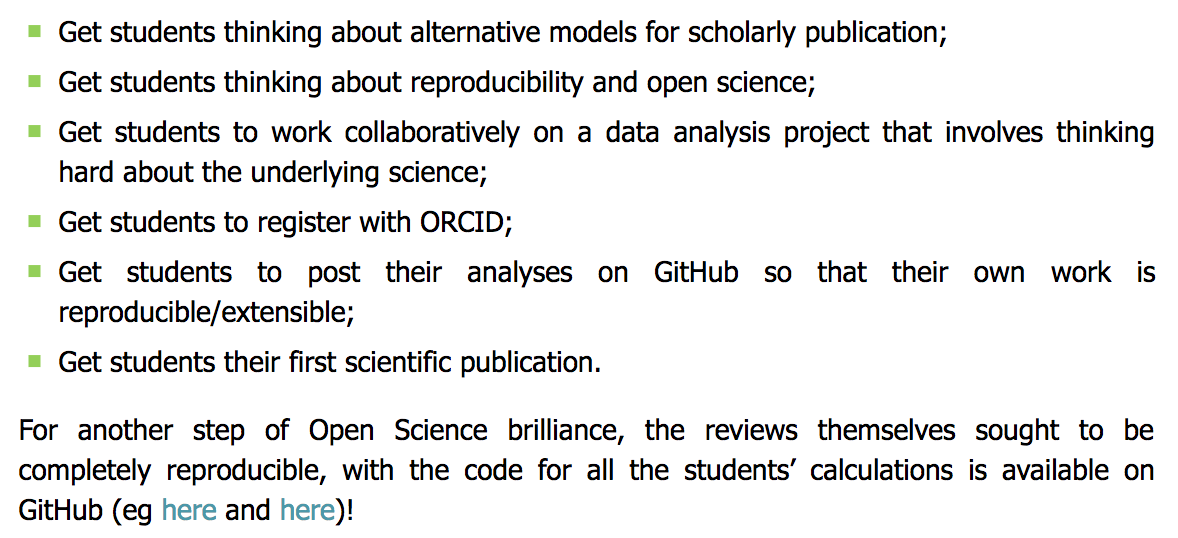 Get students thinking about alternative models for scholarly publication;
Get students thinking about reproducibility and open science;
Get students to work collaboratively on a data analysis project that involves thinking
hard about the underlying science;
Get students to register with ORCID;
Get students to post their analyses on GitHub so that their own work is
reproducible/extensible;
Get students their first scientific publication.
For another step of Open Science brilliance, the reviews themselves sought to be
completely reproducible, with the code for all the students’ calculations is available on
GitHub (eg here and here)!